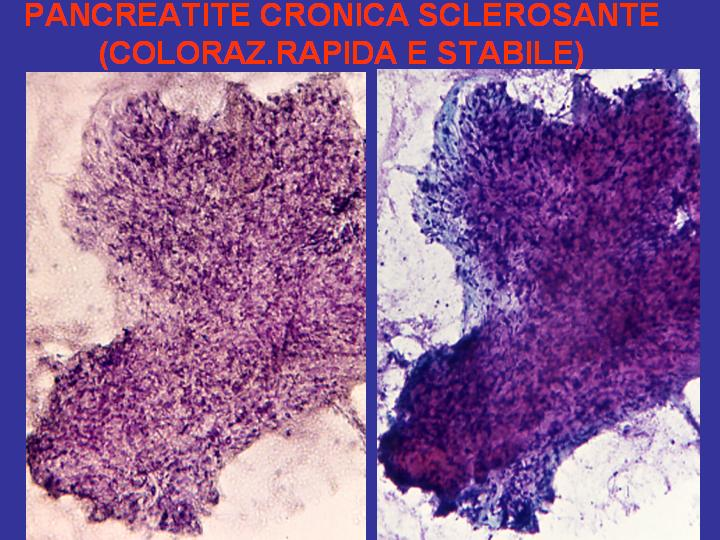 PANCREATITE CRONICA SCLEROSANTE
(COLORAZ.RAPIDA E STABILE)